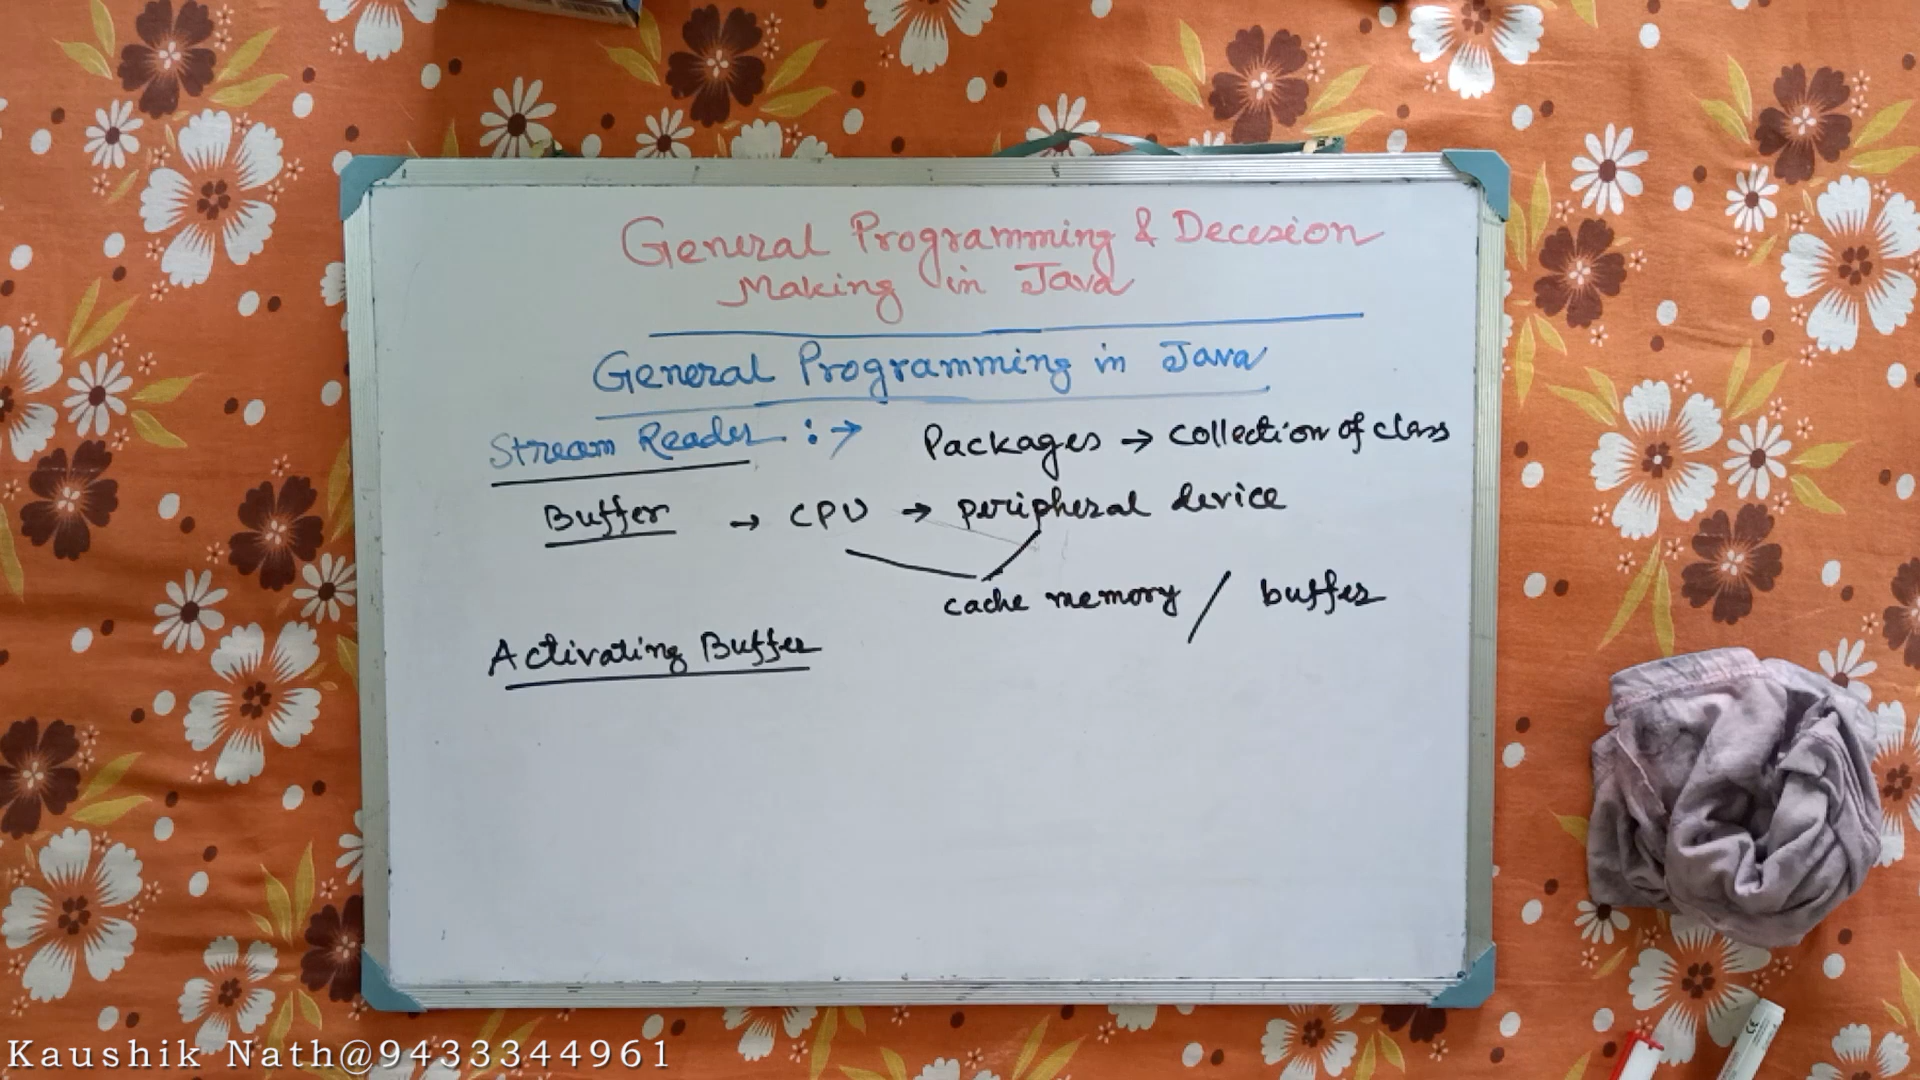 General Programming & Decesion
Making in Java
General Programming in Java
Stream Reader :→ Packages → collection of class
Buffer → CPU → peripheral device
cache memory / buffer
Activating Buffer
Kaushik Nath@9433344961